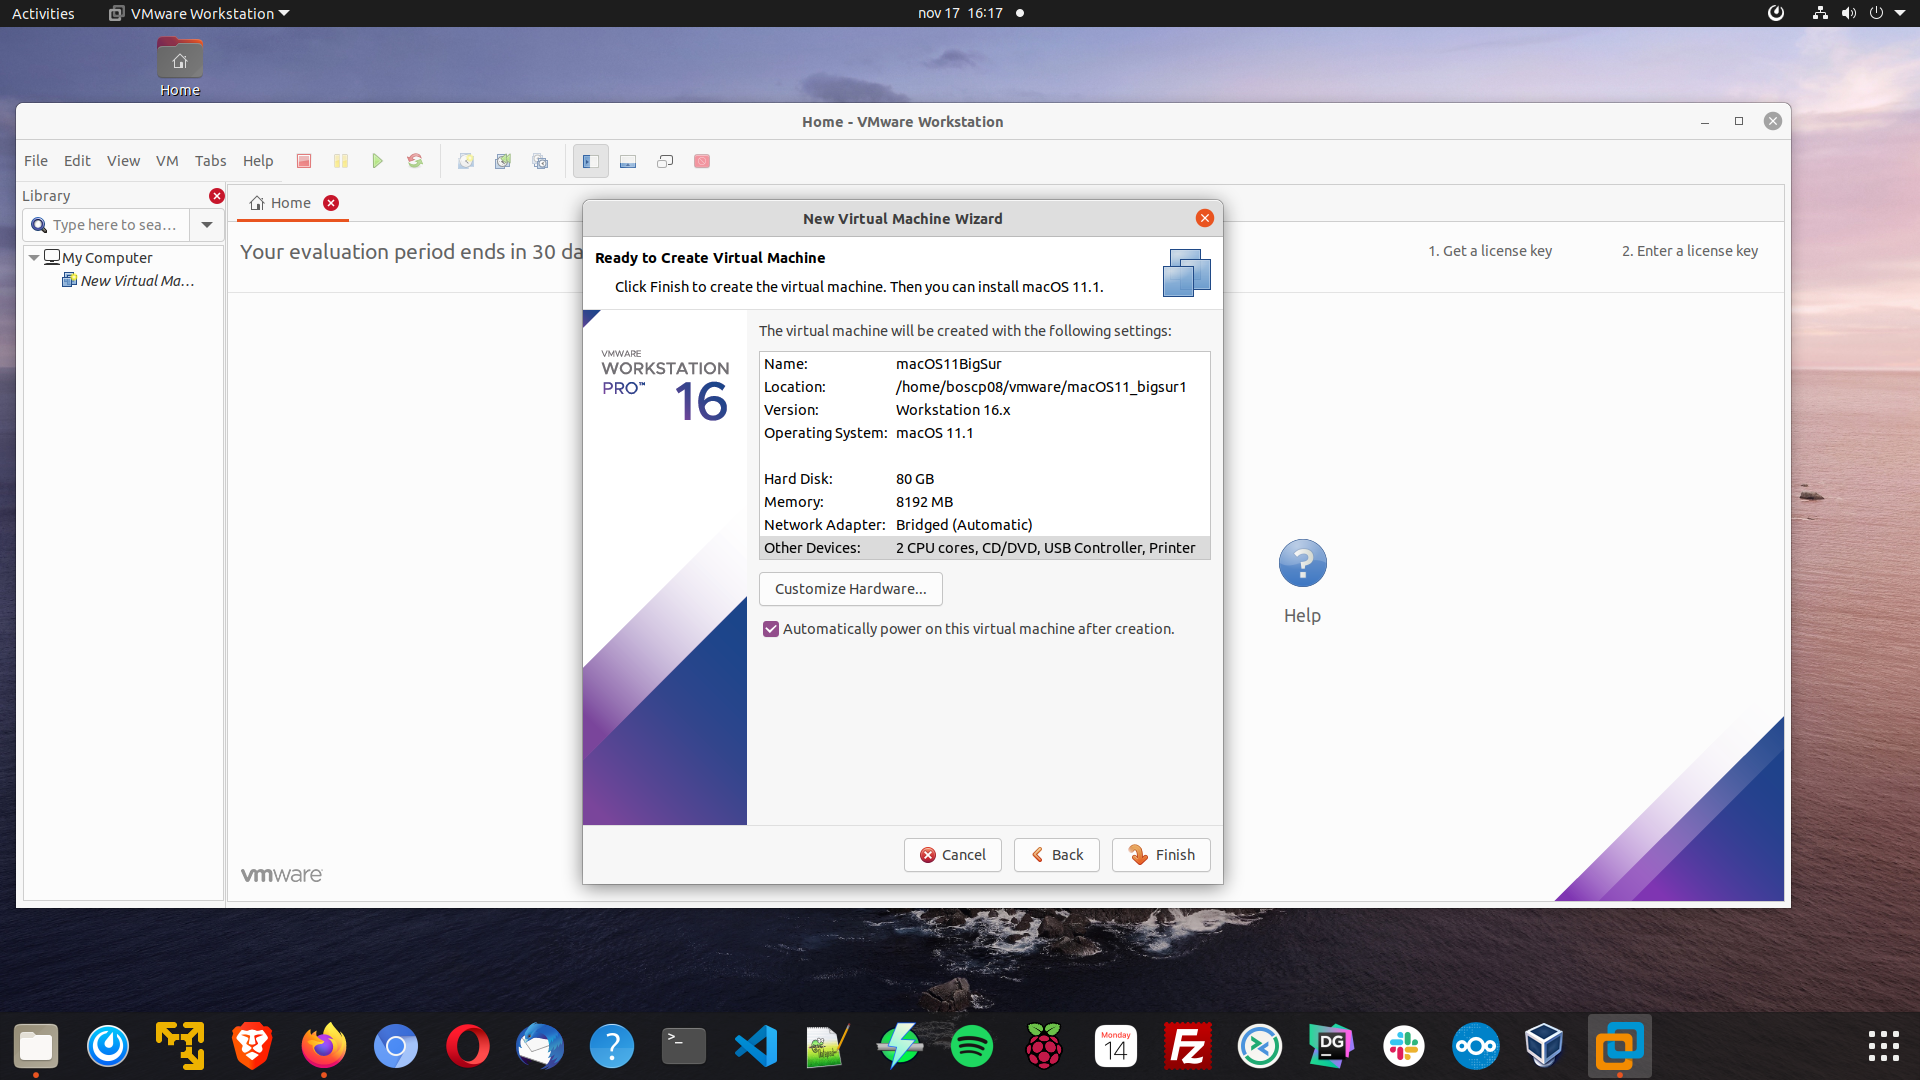 Activities
VMware Workstation
nov 17 16:17
Home
Home - VMware Workstation
File Edit View VM Tabs Help
Library
Type here to sea...
My Computer
New Virtual Ma...
Home
Your evaluation period ends in 30 da
1. Get a license key
2. Enter a license key
New Virtual Machine Wizard
Ready to Create Virtual Machine
Click Finish to create the virtual machine. Then you can install macOS 11.1.
VMWARE
WORKSTATION
PRO™ 16
The virtual machine will be created with the following settings:
Name: macOS11BigSur
Location: /home/boscp08/vmware/macOS11_bigsur1
Version: Workstation 16.x
Operating System: macOS 11.1
Hard Disk: 80 GB
Memory: 8192 MB
Network Adapter: Bridged (Automatic)
Other Devices: 2 CPU cores, CD/DVD, USB Controller, Printer
Customize Hardware...
Automatically power on this virtual machine after creation.
Help
Cancel
Back
Finish
vmware
?
>_
Monday
14
Fz
DG